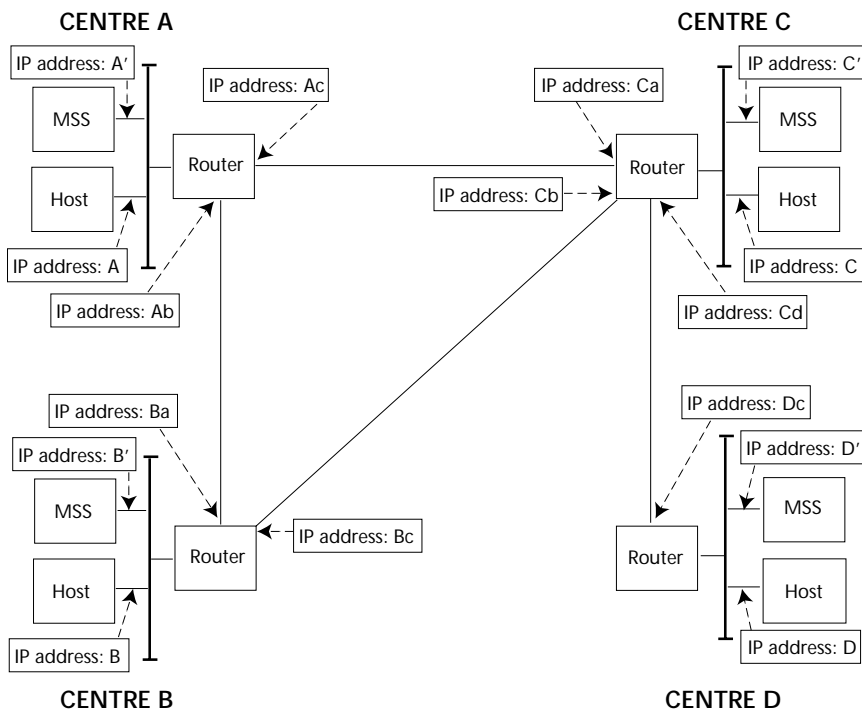 CENTRE A
CENTRE C
IP address: A'
IP address: Ac
IP address: Ca
IP address: C'
MSS
MSS
Router
Router
Host
Host
IP address: Cb
IP address: A
IP address: C
IP address: Ab
IP address: Cd
IP address: Ba
IP address: Dc
IP address: B'
IP address: D'
MSS
MSS
Router
IP address: Bc
Router
Host
Host
IP address: B
IP address: D
CENTRE B
CENTRE D